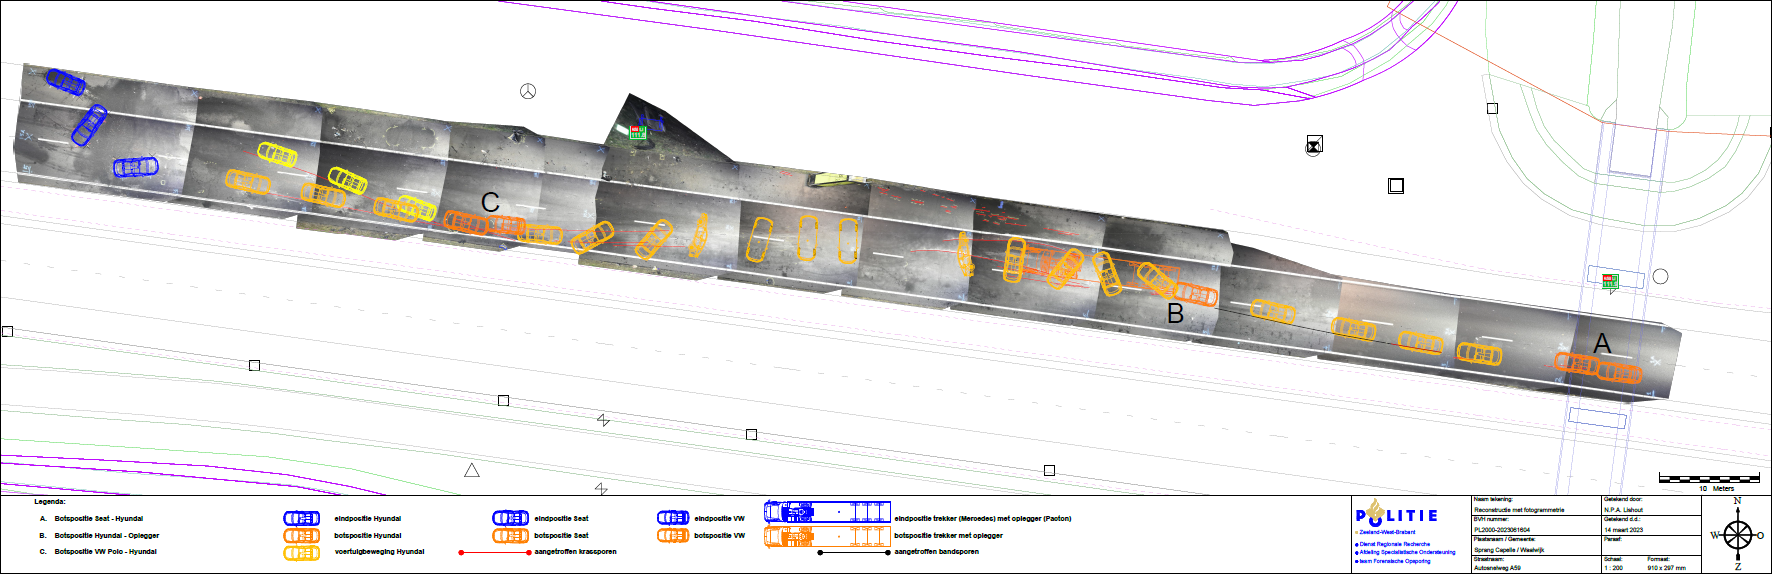 C
B
A
10 Meters
Legenda:
A. Botspositie Seat - Hyundai
B. Botspositie Hyundai - Oplegger
C. Botspositie VW Polo - Hyundai
eindpositie Hyundai
botspositie Hyundai
voertuigbeweging Hyundai
eindpositie Seat
botspositie Seat
aangetroffen krassporen
eindpositie VW
botspositie VW
eindpositie trekker (Mercedes) met oplegger (Pacton)
botspositie trekker met oplegger
aangetroffen bandsporen
POLITIE
Zeeland-West-Brabant
Dienst Regionale Recherche
Afdeling Specialistische Ondersteuning
team Forensische Opsporing
Naam tekening:
Reconstructie met fotogrammetrie
BVH nummer:
PL2000-2023061604
Plaatsnaam / Gemeente:
Sprang Capelle / Waalwijk
Straatnaam:
Autosnelweg A59
Getekend door:
N.P.A. Lishout
Getekend d.d.:
14 maart 2023
Paraaf:
Schaal:
1 : 200
Formaat:
910 x 297 mm
N
W
O
Z